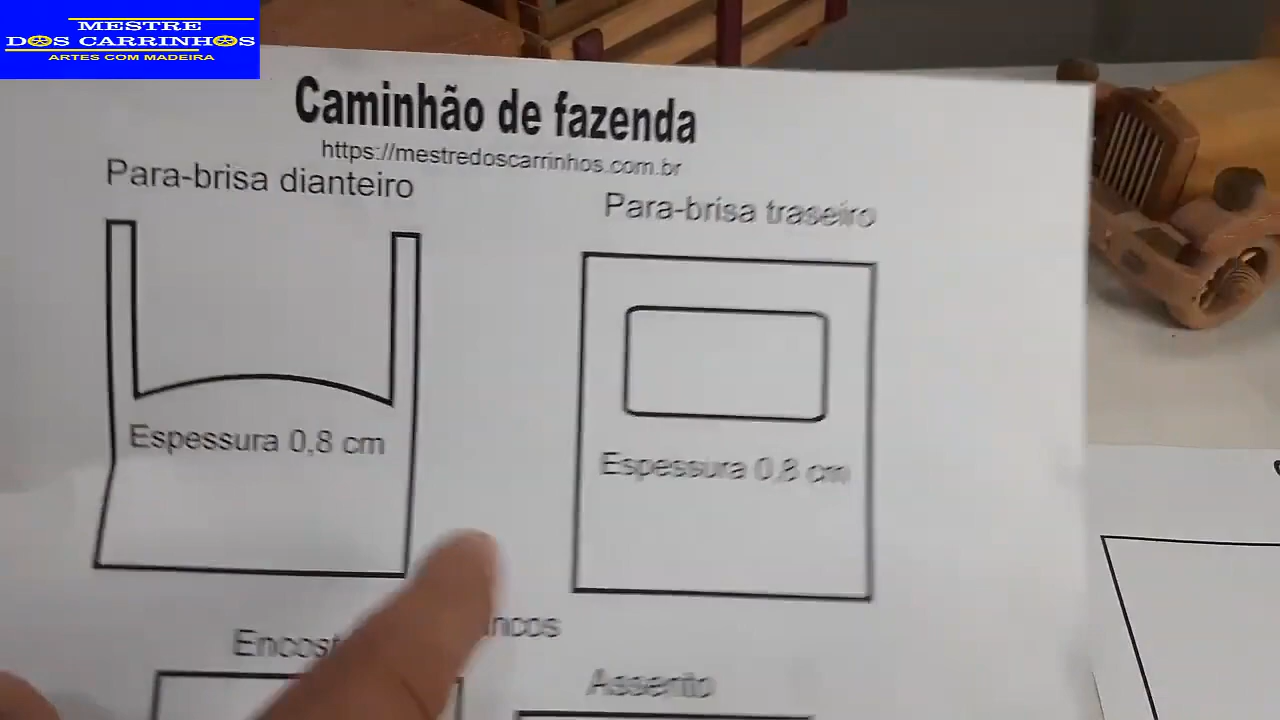 MESTRE
DOS CARRINHOS
ARTES COM MADEIRA
Caminhão de fazenda
https://mestredoscarrinhos.com.br
Para-brisa dianteiro
Para-brisa traseiro
Espessura 0,8 cm
Espessura 0,8 cm
Assento